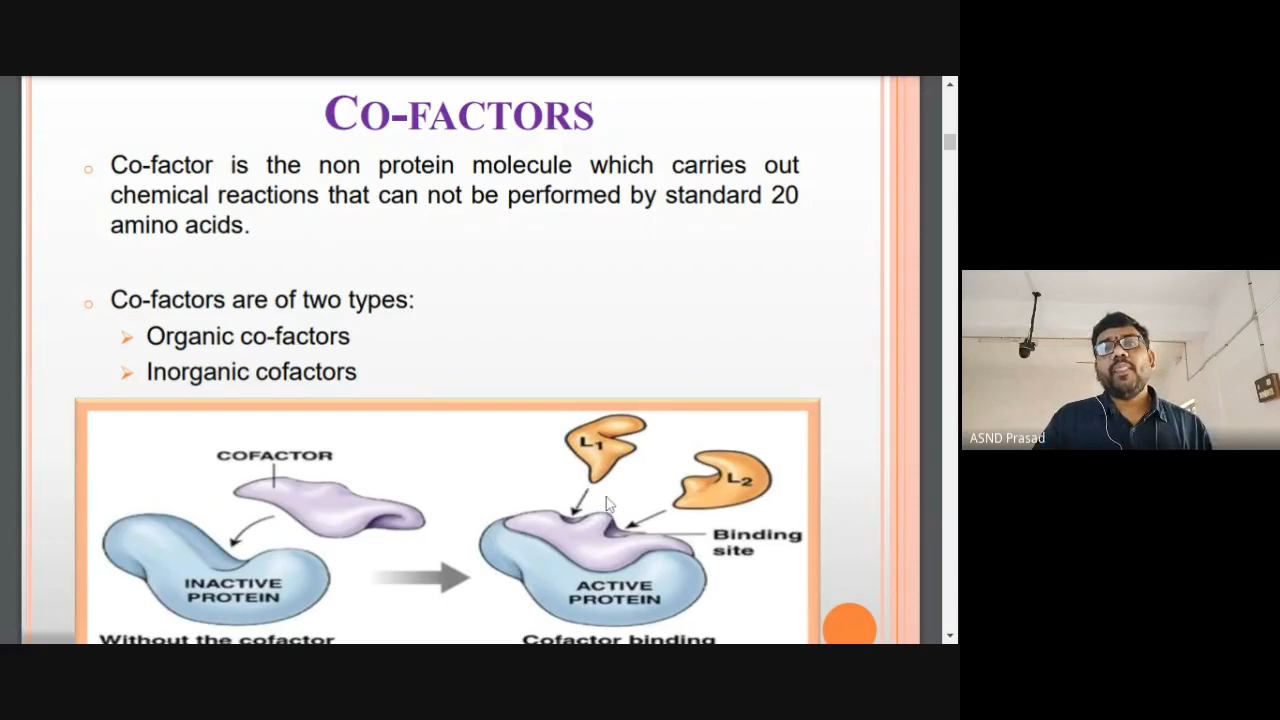 CO-FACTORS
Co-factor is the non protein molecule which carries out
chemical reactions that can not be performed by standard 20
amino acids.
Co-factors are of two types:
Organic co-factors
Inorganic cofactors
COFACTOR
INACTIVE
PROTEIN
Without the cofactor
L1
L2
Binding
site
ACTIVE
PROTEIN
Cofactor binding
ASND Prasad